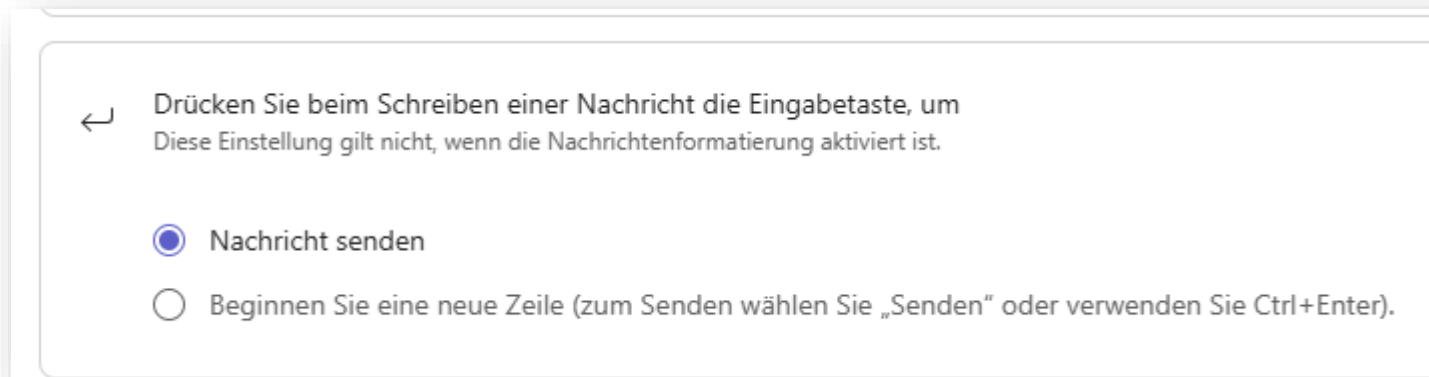 Drücken Sie beim Schreiben einer Nachricht die Eingabetaste, um
Diese Einstellung gilt nicht, wenn die Nachrichtenformatierung aktiviert ist.
Nachricht senden
Beginnen Sie eine neue Zeile (zum Senden wählen Sie „Senden“ oder verwenden Sie Ctrl+Enter).